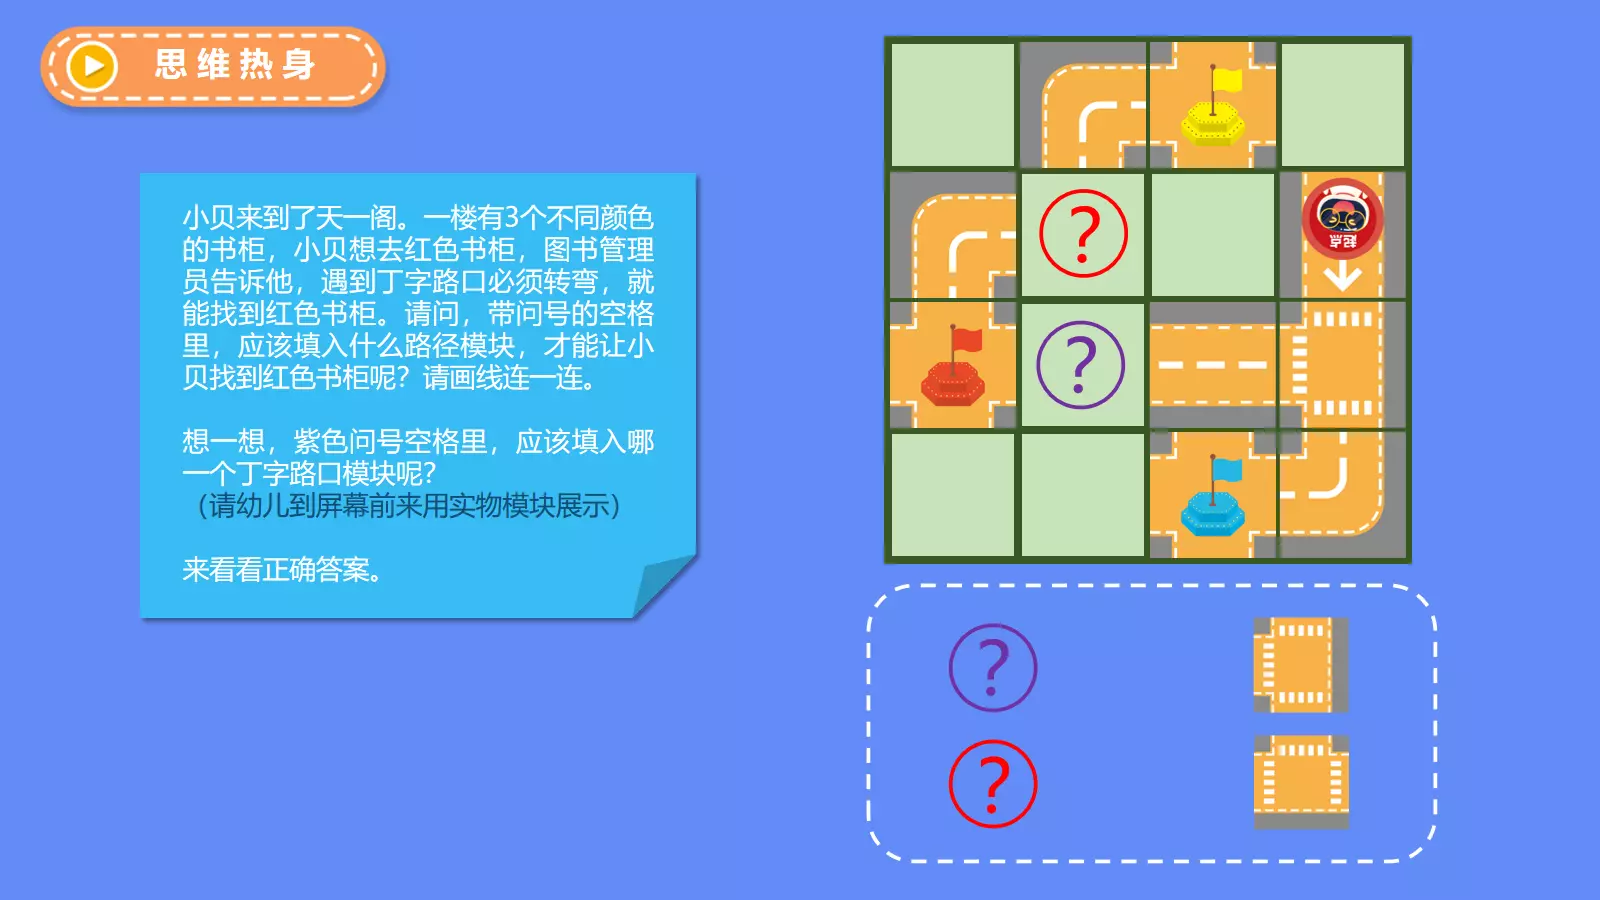 思维热身
小贝来到了天一阁。一楼有3个不同颜色
的书柜，小贝想去红色书柜，图书管理
员告诉他，遇到丁字路口必须转弯，就
能找到红色书柜。请问，带问号的空格
里，应该填入什么路径模块，才能让小
贝找到红色书柜呢？请画线连一连。
想一想，紫色问号空格里，应该填入哪
一个丁字路口模块呢？
（请幼儿到屏幕前来用实物模块展示）
来看看正确答案。
?
起点
?
?
?